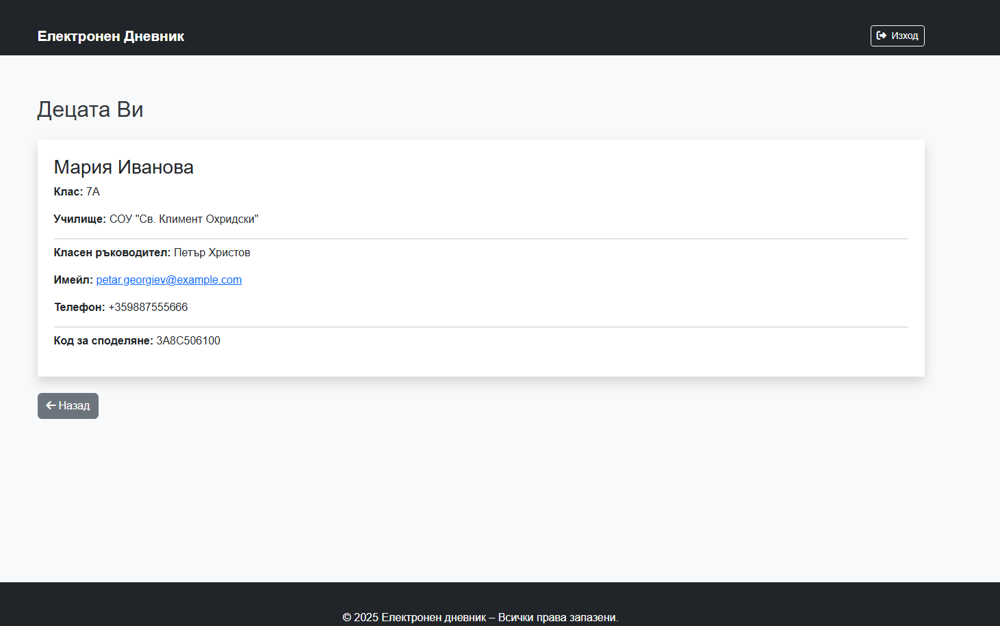 Електронен Дневник
Изход
Децата Ви
Мария Иванова
Клас: 7А
Училище: СОУ "Св. Климент Охридски"
Класен ръководител: Петър Христов
Имейл: petar.georgiev@example.com
Телефон: +359887555666
Код за споделяне: 3A8C506100
Назад
© 2025 Електронен дневник – Всички права запазени.